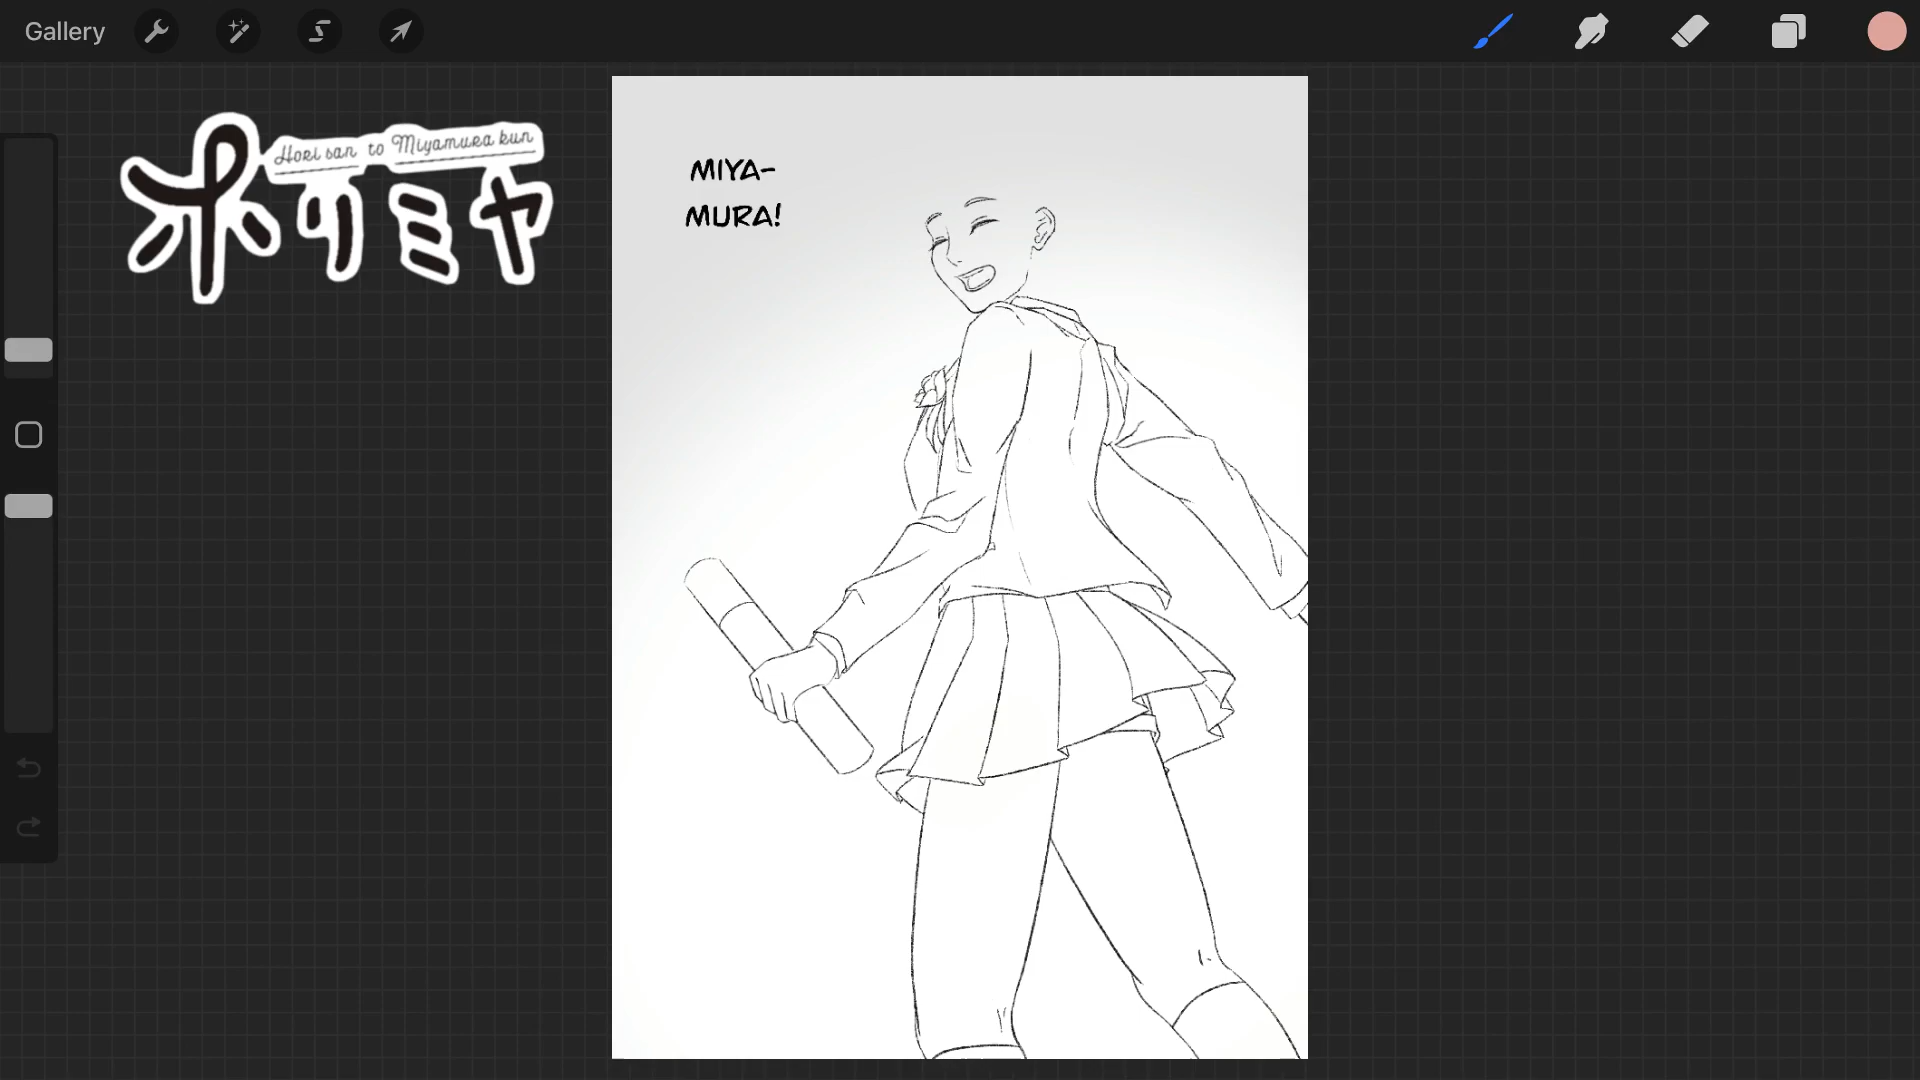 Gallery
Hori san to Miyamura kun
ホリミヤ
MIYA-
MURA!